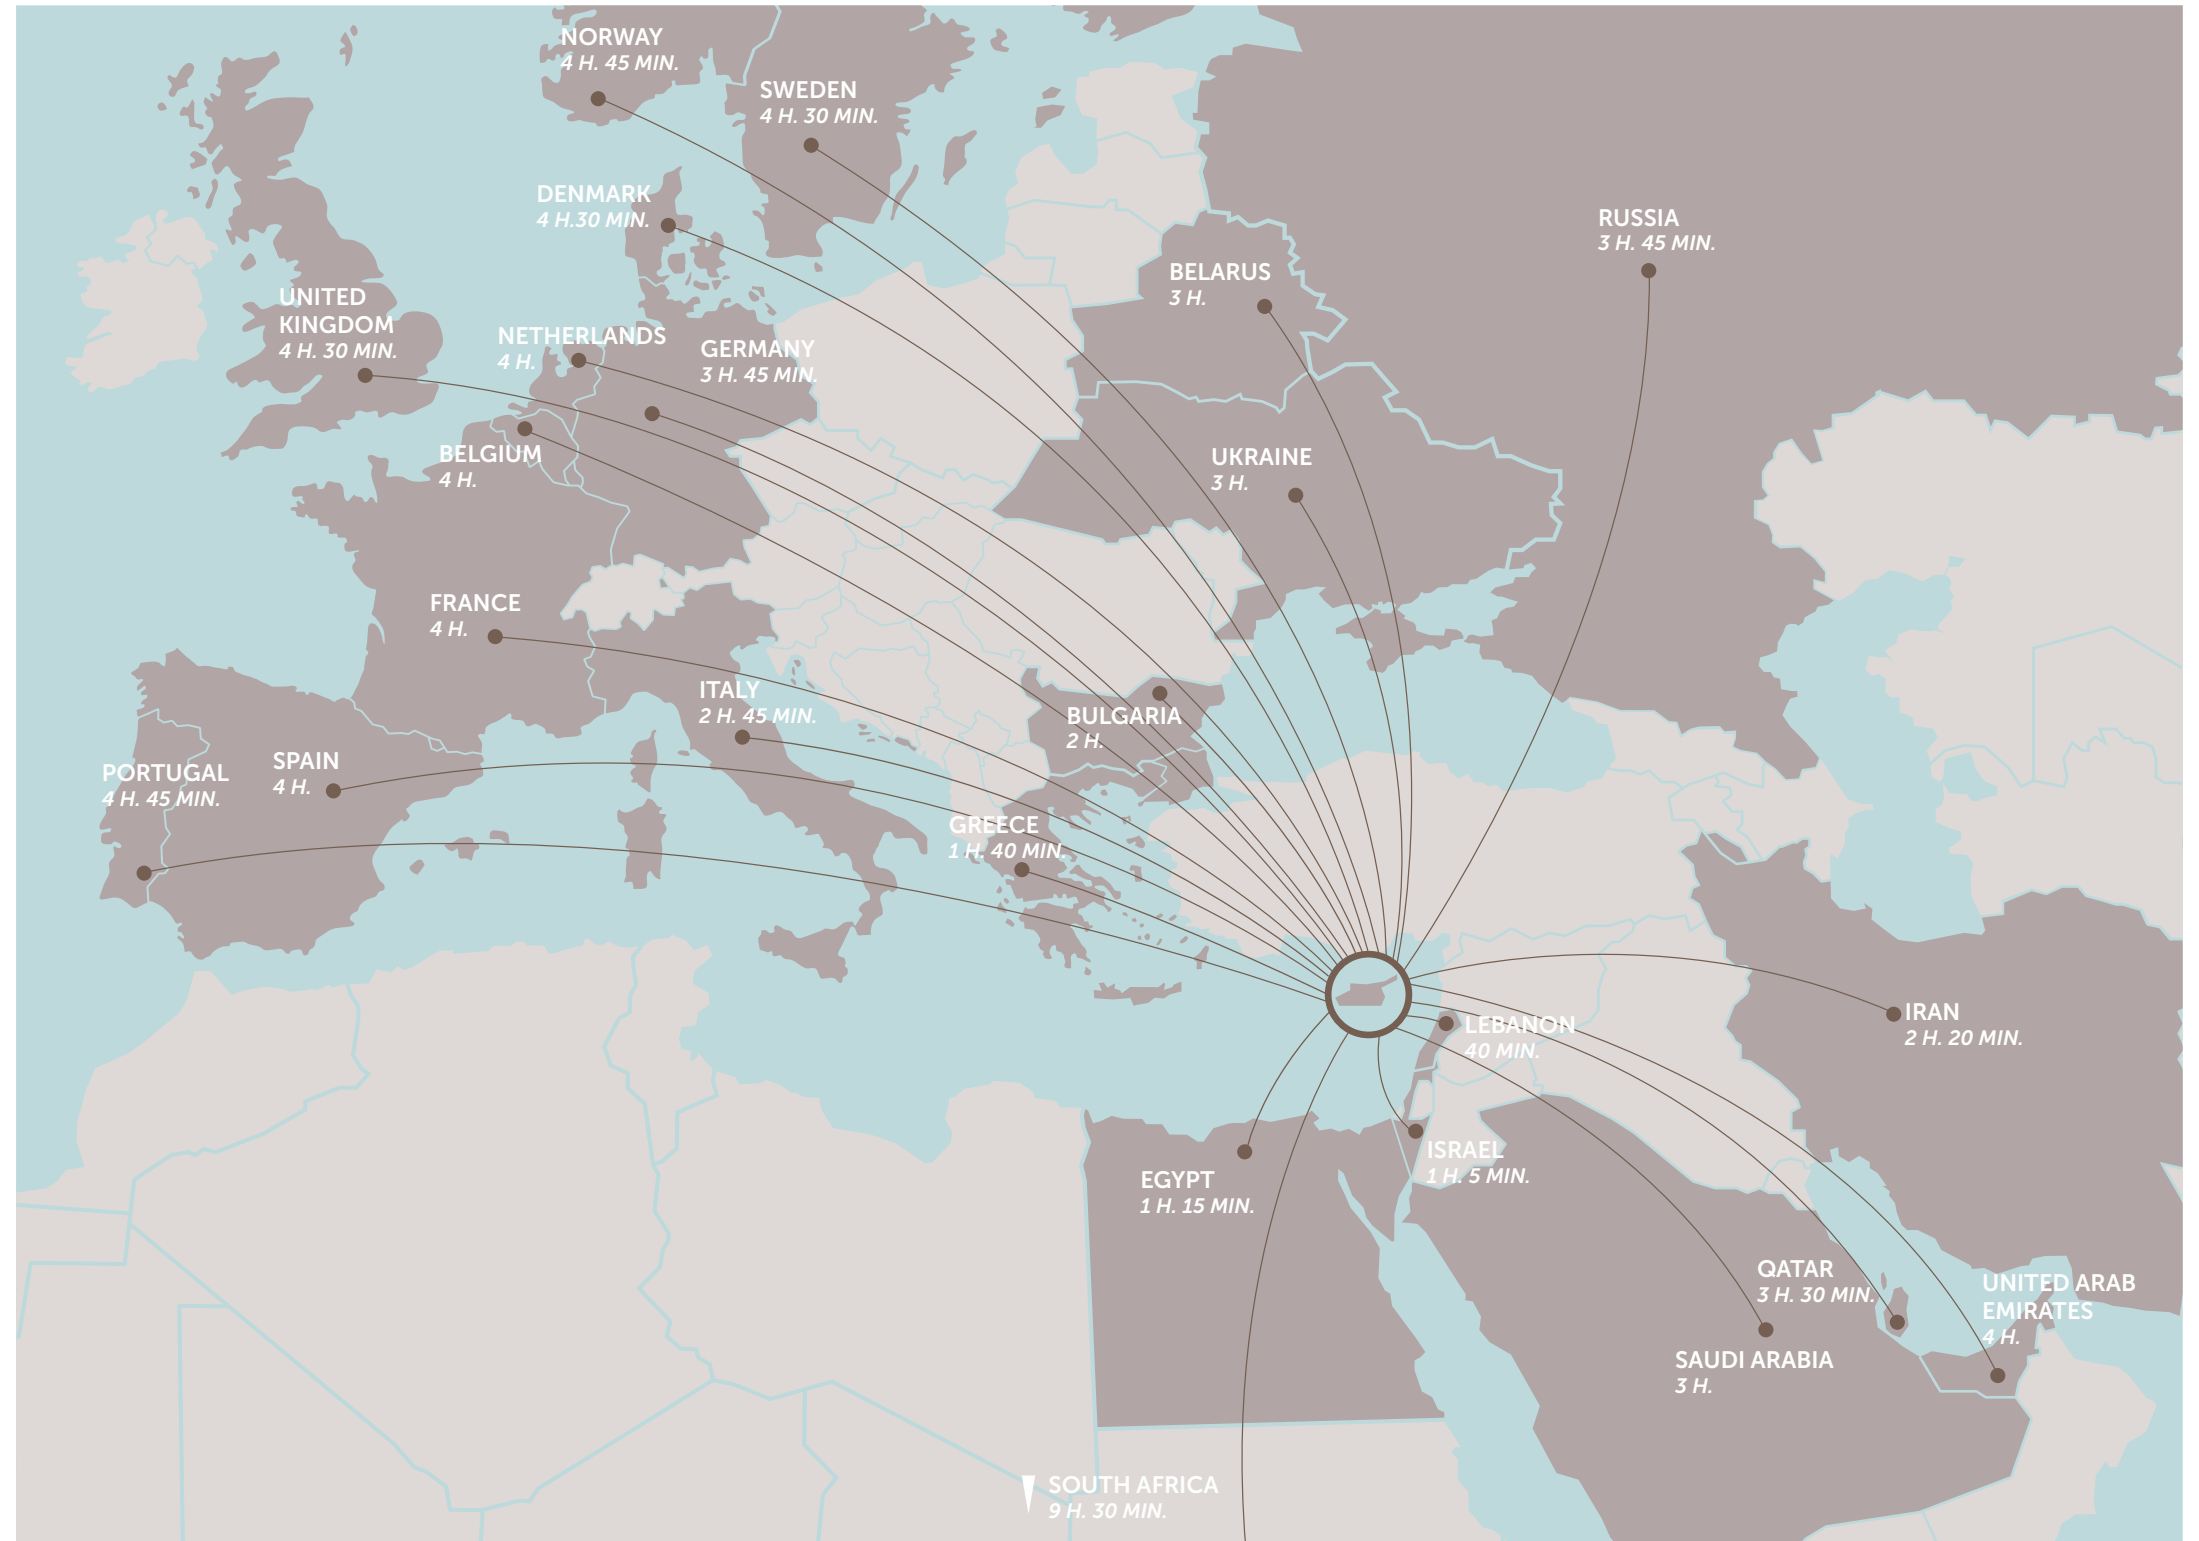 NORWAY
4 H. 45 MIN.
SWEDEN
4 H. 30 MIN.
DENMARK
4 H.30 MIN.
RUSSIA
3 H. 45 MIN.
BELARUS
3 H.
UNITED
KINGDOM
4 H. 30 MIN.
NETHERLANDS
4 H.
GERMANY
3 H. 45 MIN.
BELGIUM
4 H.
UKRAINE
3 H.
FRANCE
4 H.
ITALY
2 H. 45 MIN.
BULGARIA
2 H.
SPAIN
4 H.
PORTUGAL
4 H. 45 MIN.
GREECE
1 H. 40 MIN.
IRAN
2 H. 20 MIN.
LEBANON
40 MIN.
ISRAEL
1 H. 5 MIN.
EGYPT
1 H. 15 MIN.
QATAR
3 H. 30 MIN.
UNITED ARAB
EMIRATES
4 H.
SAUDI ARABIA
3 H.
SOUTH AFRICA
9 H. 30 MIN.